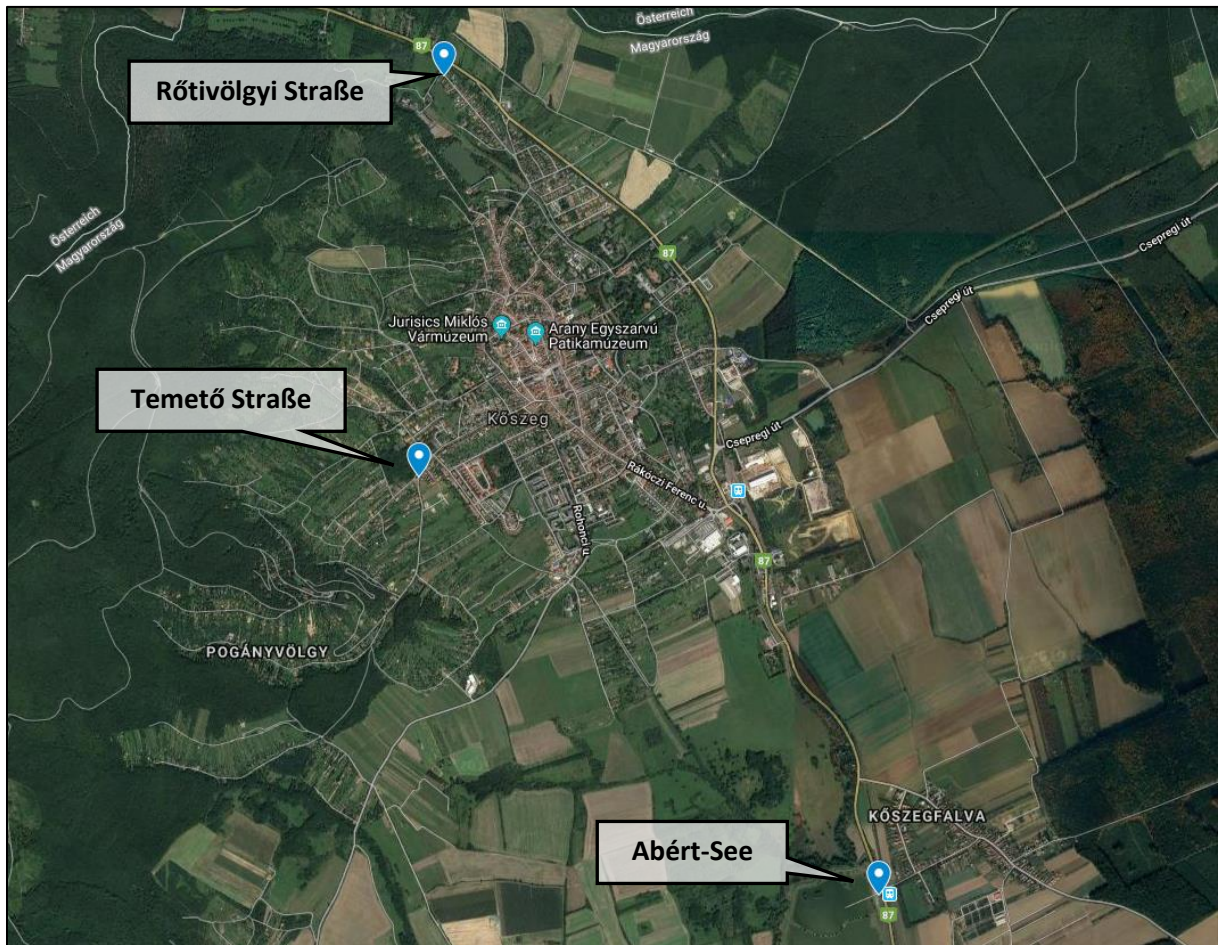 Österreich
Magyarország
87
Rőtivölgyi Straße
Österreich
Magyarország
87
Csepregi út
Csepregi út
Jurisics Miklós
Vármúzeum
Arany Egyszarvú
Patikamúzeum
Temető Straße
Kőszeg
Csepregi út
Rákóczi Ferenc u.
Rohonci u.
87
POGÁNYVÖLGY
KŐSZEGFALVA
Abért-See
87